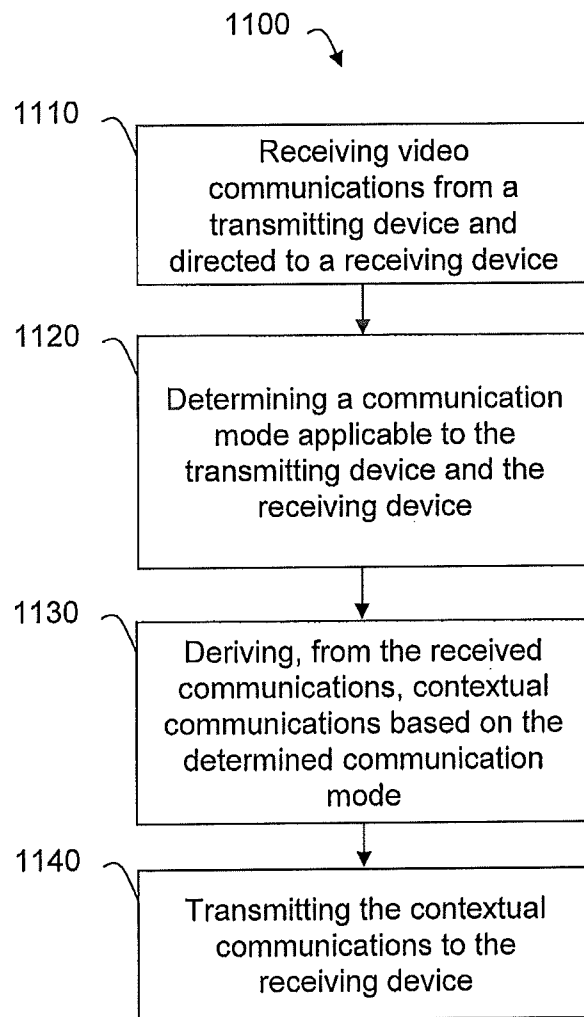 1100
1110
Receiving video
communications from a
transmitting device and
directed to a receiving device
1120
Determining a communication
mode applicable to the
transmitting device and the
receiving device
1130
Deriving, from the received
communications, contextual
communications based on the
determined communication
mode
1140
Transmitting the contextual
communications to the
receiving device